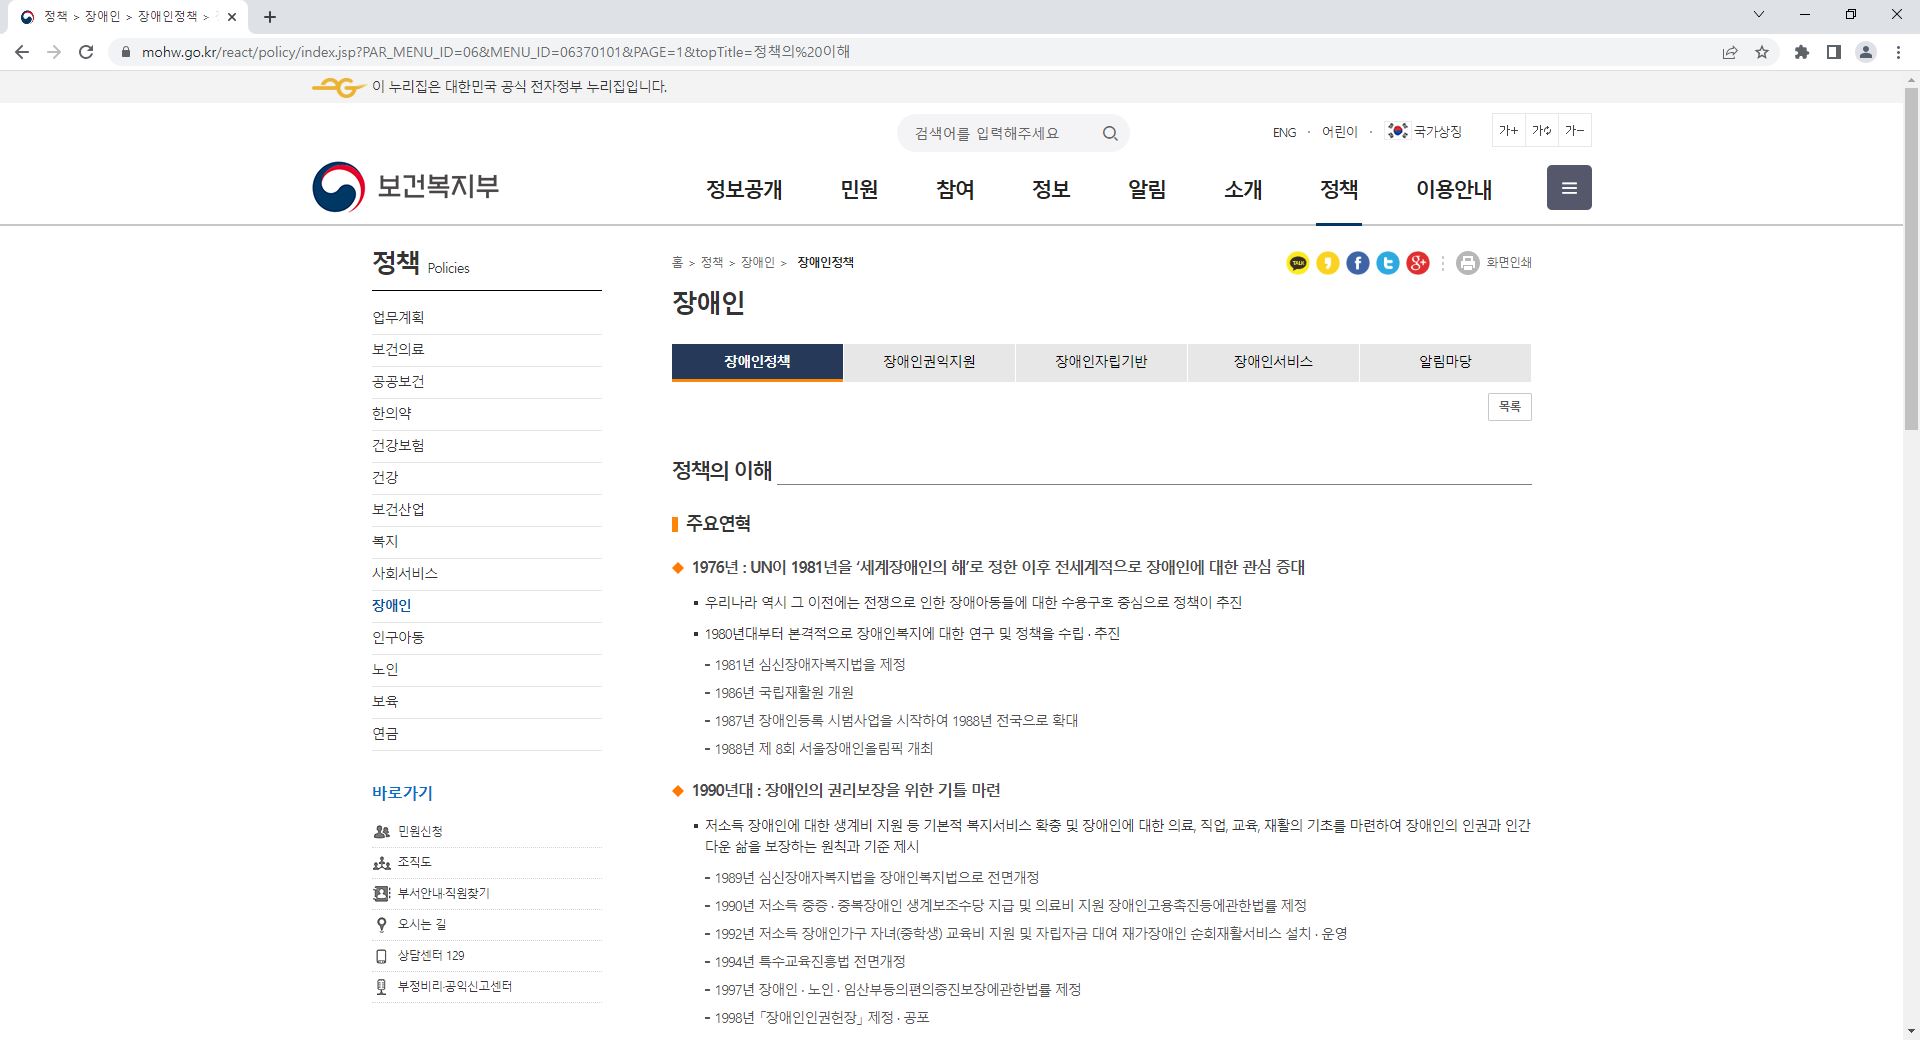 정책 > 장애인 > 장애인정책 >
mohw.go.kr/react/policy/index.jsp?PAR_MENU_ID=06&MENU_ID=06370101&PAGE=1&topTitle=정책의%20이해
이 누리집은 대한민국 공식 전자정부 누리집입니다.
검색어를 입력해주세요
ENG · 어린이 · 국가상징 가+ 가 가-
보건복지부
정보공개 민원 참여 정보 알림 소개 정책 이용안내
정책 Policies
업무계획
보건의료
공공보건
한의약
건강보험
건강
보건산업
복지
사회서비스
장애인
인구아동
노인
보육
연금
바로가기
민원신청
조직도
부서안내·직원찾기
오시는 길
상담센터 129
부정비리·공익신고센터
홈 > 정책 > 장애인 > 장애인정책
TALK f g+ 화면인쇄
장애인
장애인정책 장애인권익지원 장애인자립기반 장애인서비스 알림마당
목록
정책의 이해
주요연혁
1976년 : UN이 1981년을 ‘세계장애인의 해’로 정한 이후 전세계적으로 장애인에 대한 관심 증대
우리나라 역시 그 이전에는 전쟁으로 인한 장애아동들에 대한 수용구호 중심으로 정책이 추진
1980년대부터 본격적으로 장애인복지에 대한 연구 및 정책을 수립 · 추진
- 1981년 심신장애자복지법을 제정
- 1986년 국립재활원 개원
- 1987년 장애인등록 시범사업을 시작하여 1988년 전국으로 확대
- 1988년 제 8회 서울장애인올림픽 개최
1990년대 : 장애인의 권리보장을 위한 기틀 마련
저소득 장애인에 대한 생계비 지원 등 기본적 복지서비스 확충 및 장애인에 대한 의료, 직업, 교육, 재활의 기초를 마련하여 장애인의 인권과 인간
다운 삶을 보장하는 원칙과 기준 제시
- 1989년 심신장애자복지법을 장애인복지법으로 전면개정
- 1990년 저소득 중증 · 중복장애인 생계보조수당 지급 및 의료비 지원 장애인고용촉진등에관한법률 제정
- 1992년 저소득 장애인가구 자녀(중학생) 교육비 지원 및 자립자금 대여 재가장애인 순회재활서비스 설치 · 운영
- 1994년 특수교육진흥법 전면개정
- 1997년 장애인 · 노인 · 임산부등의편의증진보장에관한법률 제정
- 1998년 「장애인인권헌장」 제정 · 공포